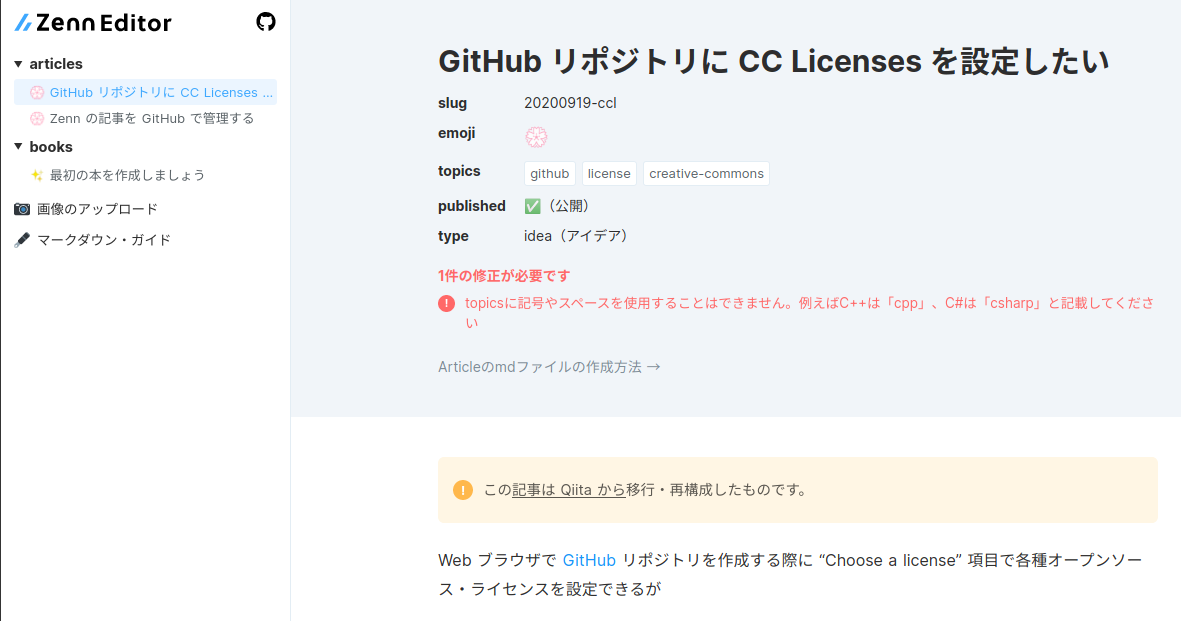 Zenn Editor
articles
GitHub リポジトリに CC Licenses ...
Zenn の記事を GitHub で管理する
books
最初の本を作成しましょう
画像のアップロード
マークダウン・ガイド
GitHub リポジトリに CC Licenses を設定したい
slug 20200919-ccl
emoji
topics github license creative-commons
published ✅（公開）
type idea（アイデア）
1件の修正が必要です
topicsに記号やスペースを使用することはできません。例えばC++は「cpp」、C#は「csharp」と記載してくださ
い
Articleのmdファイルの作成方法 →
この記事は Qiita から移行・再構成したものです。
Web ブラウザで GitHub リポジトリを作成する際に “Choose a license” 項目で各種オープンソー
ス・ライセンスを設定できるが